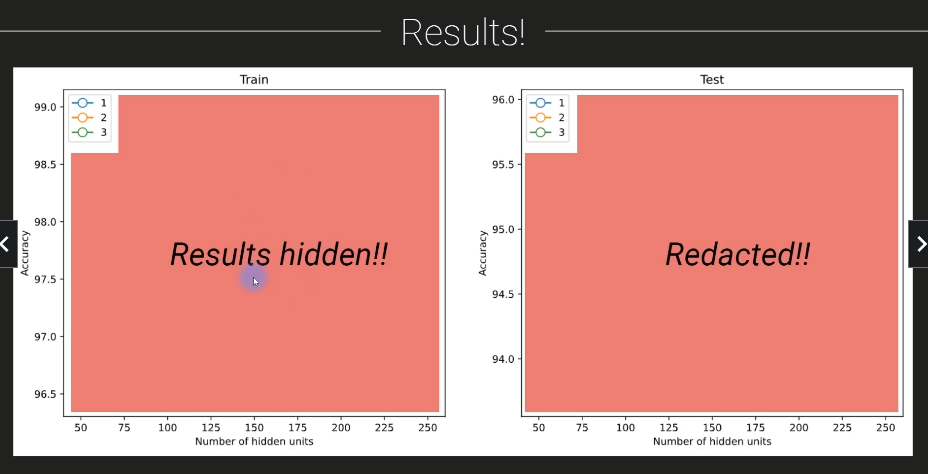 Results!
Train
99.0
98.5
98.0
97.5
97.0
96.5
Accuracy
1
2
3
Results hidden!!
50 75 100 125 150 175 200 225 250
Number of hidden units
Test
96.0
95.5
95.0
94.5
94.0
Accuracy
1
2
3
Redacted!!
50 75 100 125 150 175 200 225 250
Number of hidden units